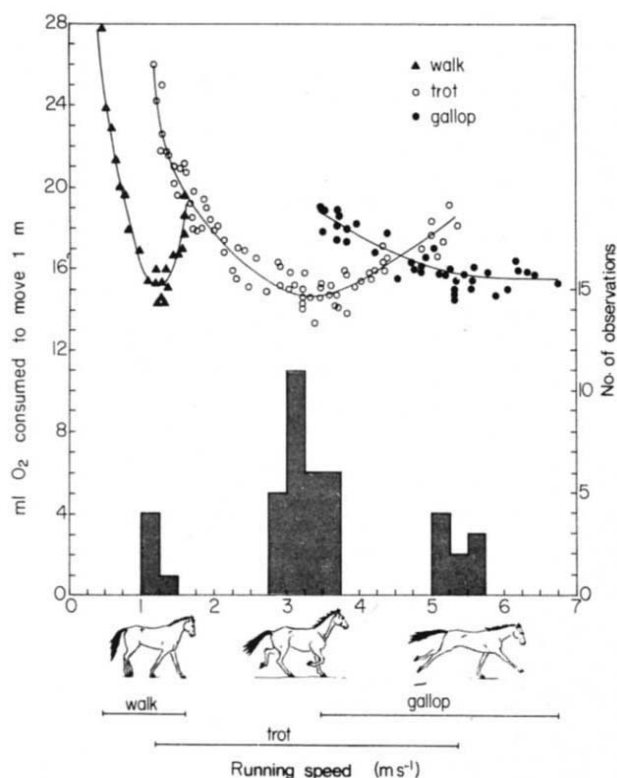 28
24
20
16
12
8
4
0
ml O₂ consumed to move 1 m
walk
trot
gallop
15
10
5
0
No. of observations
0 1 2 3 4 5 6 7
walk
gallop
trot
Running speed (m s⁻¹)